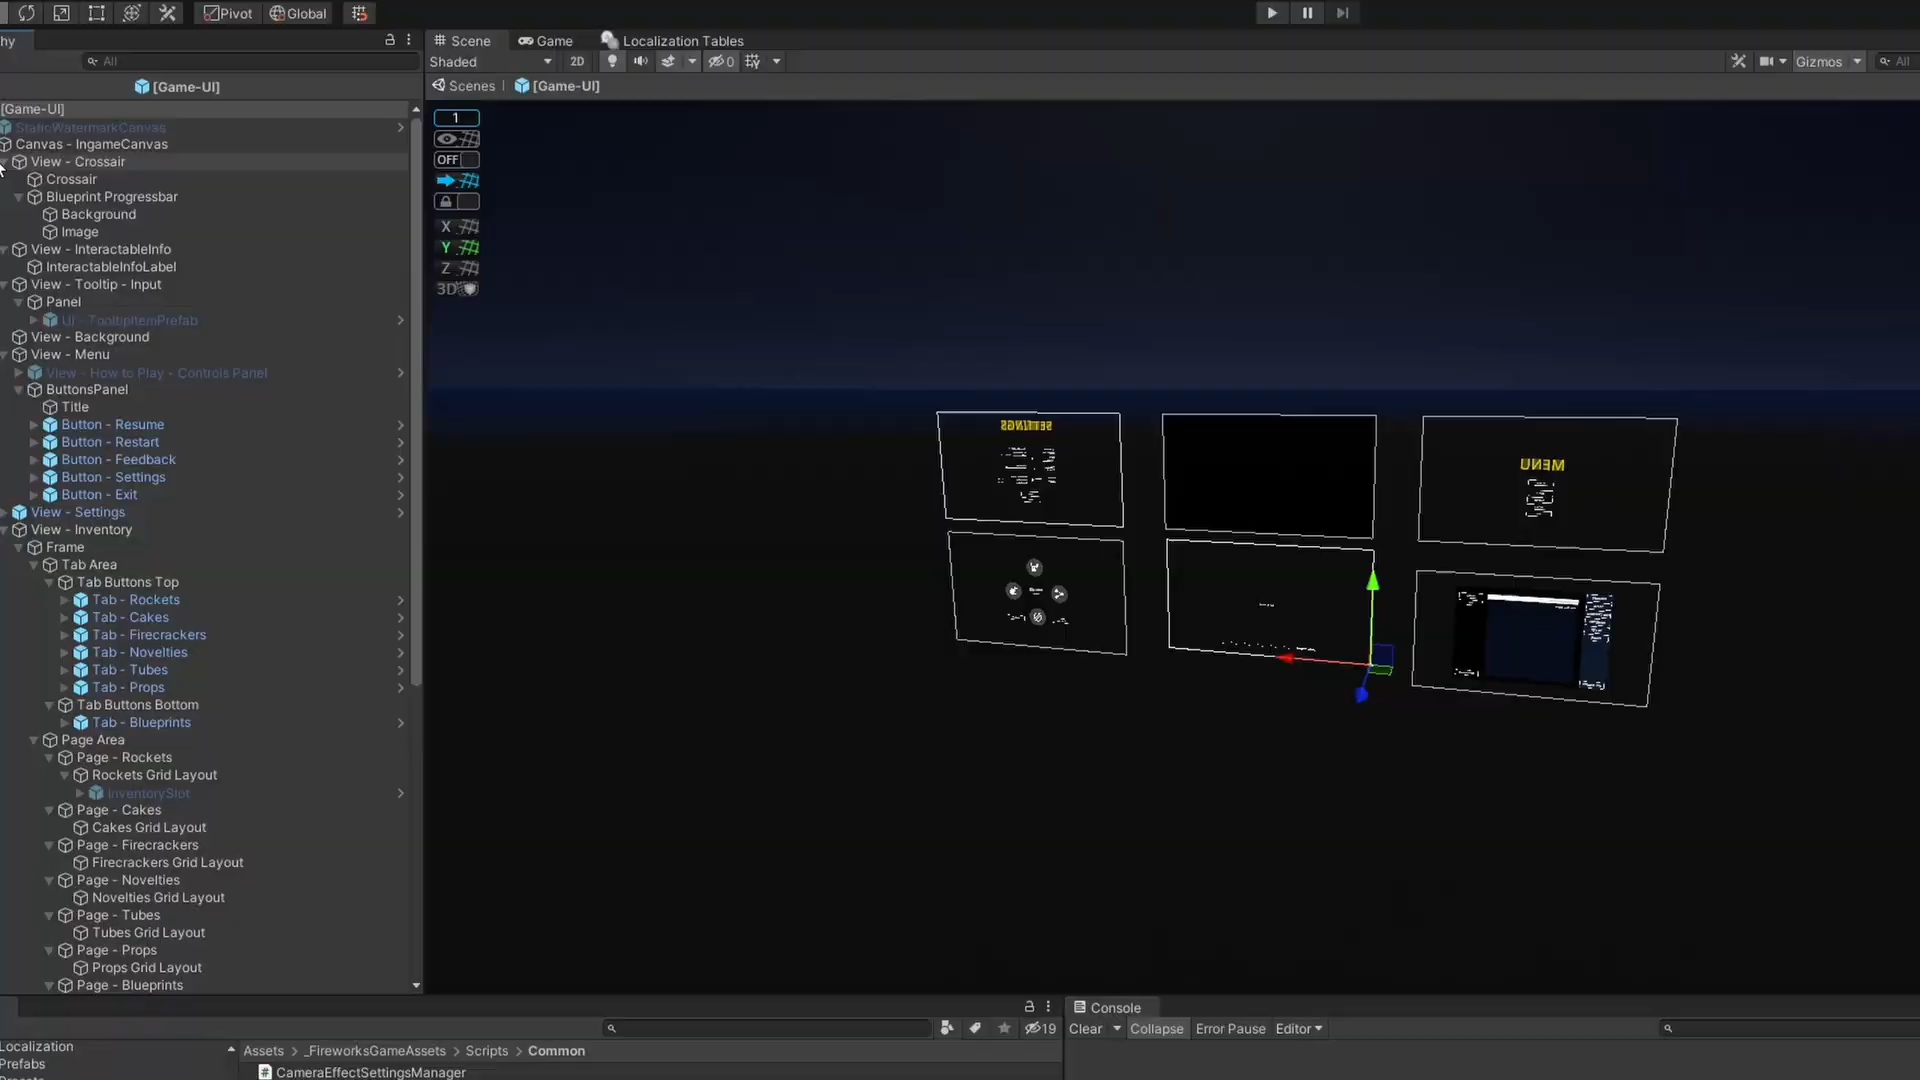 Pivot Global
hy
All
[Game-UI]
[Game-UI]
StaticWatermarkCanvas
Canvas - IngameCanvas
View - Crossair
Crossair
Blueprint Progressbar
Background
Image
View - InteractableInfo
InteractableInfoLabel
View - Tooltip - Input
Panel
UI - TooltipItemPrefab
View - Background
View - Menu
View - How to Play - Controls Panel
ButtonsPanel
Title
Button - Resume
Button - Restart
Button - Feedback
Button - Settings
Button - Exit
View - Settings
View - Inventory
Frame
Tab Area
Tab Buttons Top
Tab - Rockets
Tab - Cakes
Tab - Firecrackers
Tab - Novelties
Tab - Tubes
Tab - Props
Tab Buttons Bottom
Tab - Blueprints
Page Area
Page - Rockets
Rockets Grid Layout
InventorySlot
Page - Cakes
Cakes Grid Layout
Page - Firecrackers
Firecrackers Grid Layout
Page - Novelties
Novelties Grid Layout
Page - Tubes
Tubes Grid Layout
Page - Props
Props Grid Layout
Page - Blueprints
Scene Game Localization Tables
Shaded 2D 0 Gizmos All
Scenes [Game-UI]
1
OFF
X
Y
Z
3D
SETTINGS
MENU
19
Localization
Prefabs
Assets > _FireworksGameAssets > Scripts > Common
# CameraEffectSettingsManager
Console
Clear Collapse Error Pause Editor